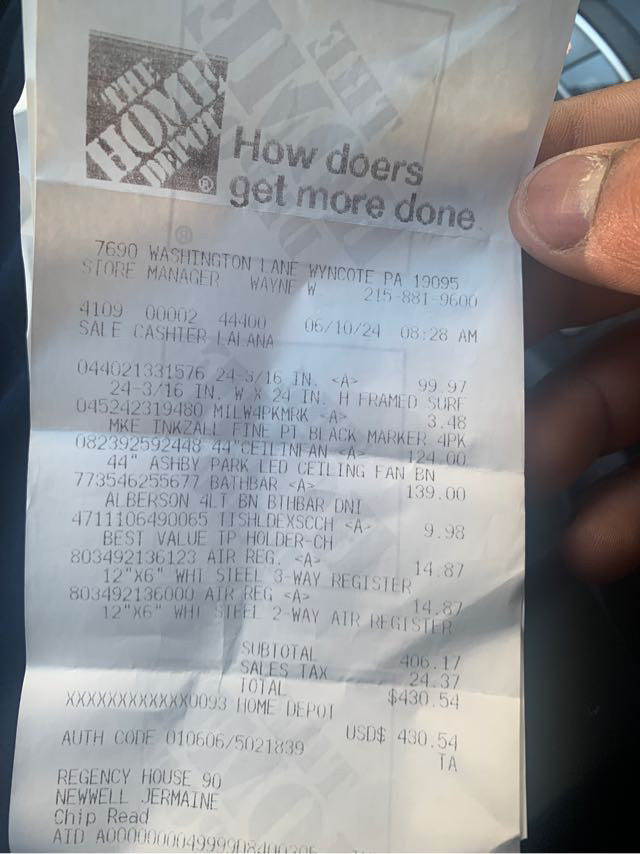 THE
HOME
DEPOT
®
How doers
get more done.
7690 WASHINGTON LANE WYNCOTE PA 19095
STORE MANAGER WAYNE W 215-881-9600
4109 00002 44400 06/10/24 08:28 AM
SALE CASHIER LALANA
044021331576 24-3/16 IN. <A> 99.97
24-3/16 IN. W X 24 IN. H FRAMED SURF
045242319480 MILW4PKMRK <A> 3.48
MKE INKZALL FINE PT BLACK MARKER 4PK
082392592448 44"CEILINFAN <A> 124.00
44" ASHBY PARK LED CEILING FAN BN
773546255677 BATHBAR <A> 139.00
ALBERSON 4LT BN BTHBAR DNI
4711106490065 TISHLDEXSCCH <A> 9.98
BEST VALUE TP HOLDER-CH
803492136123 AIR REG. <A> 14.87
12"X6" WHT STEEL 3-WAY REGISTER
803492136000 AIR REG <A> 14.87
12"X6" WHT STEEL 2-WAY AIR REGISTER
SUBTOTAL 406.17
SALES TAX 24.37
TOTAL $430.54
XXXXXXXXXXXX0093 HOME DEPOT
USD$ 430.54
AUTH CODE 010606/5021839 TA
REGENCY HOUSE 90
NEWWELL JERMAINE
Chip Read
AID